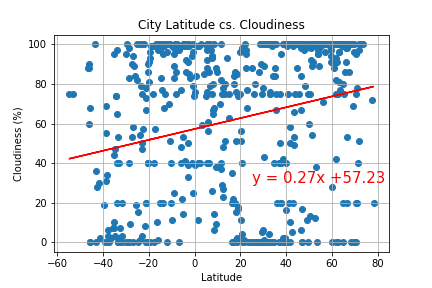 City Latitude cs. Cloudiness
100
80
60
40
20
0
Cloudiness (%)
y = 0.27x +57.23
−60 −40 −20 0 20 40 60 80
Latitude